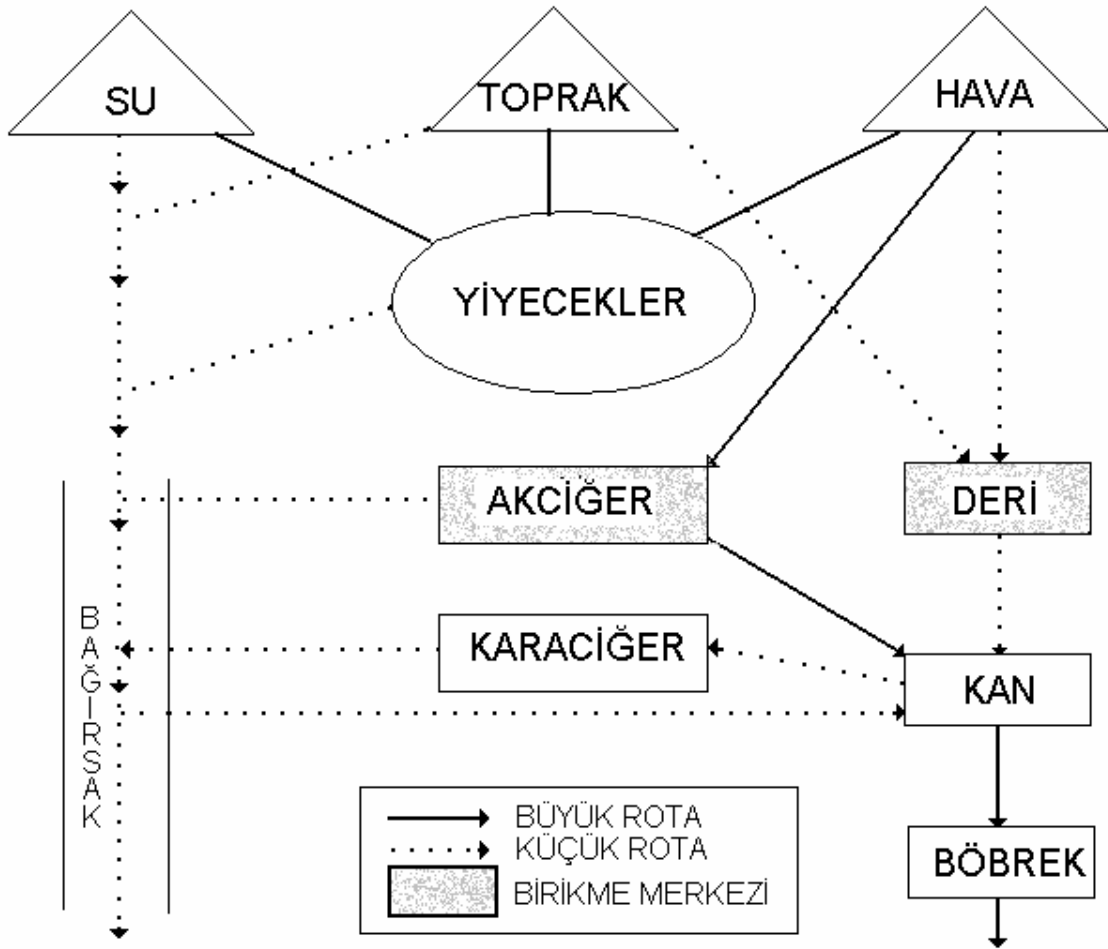 SU
TOPRAK
HAVA
YİYECEKLER
AKCİĞER
DERİ
BAĞIRSAK
KARACİĞER
KAN
BÜYÜK ROTA
KÜÇÜK ROTA
BİRİKME MERKEZİ
BÖBREK